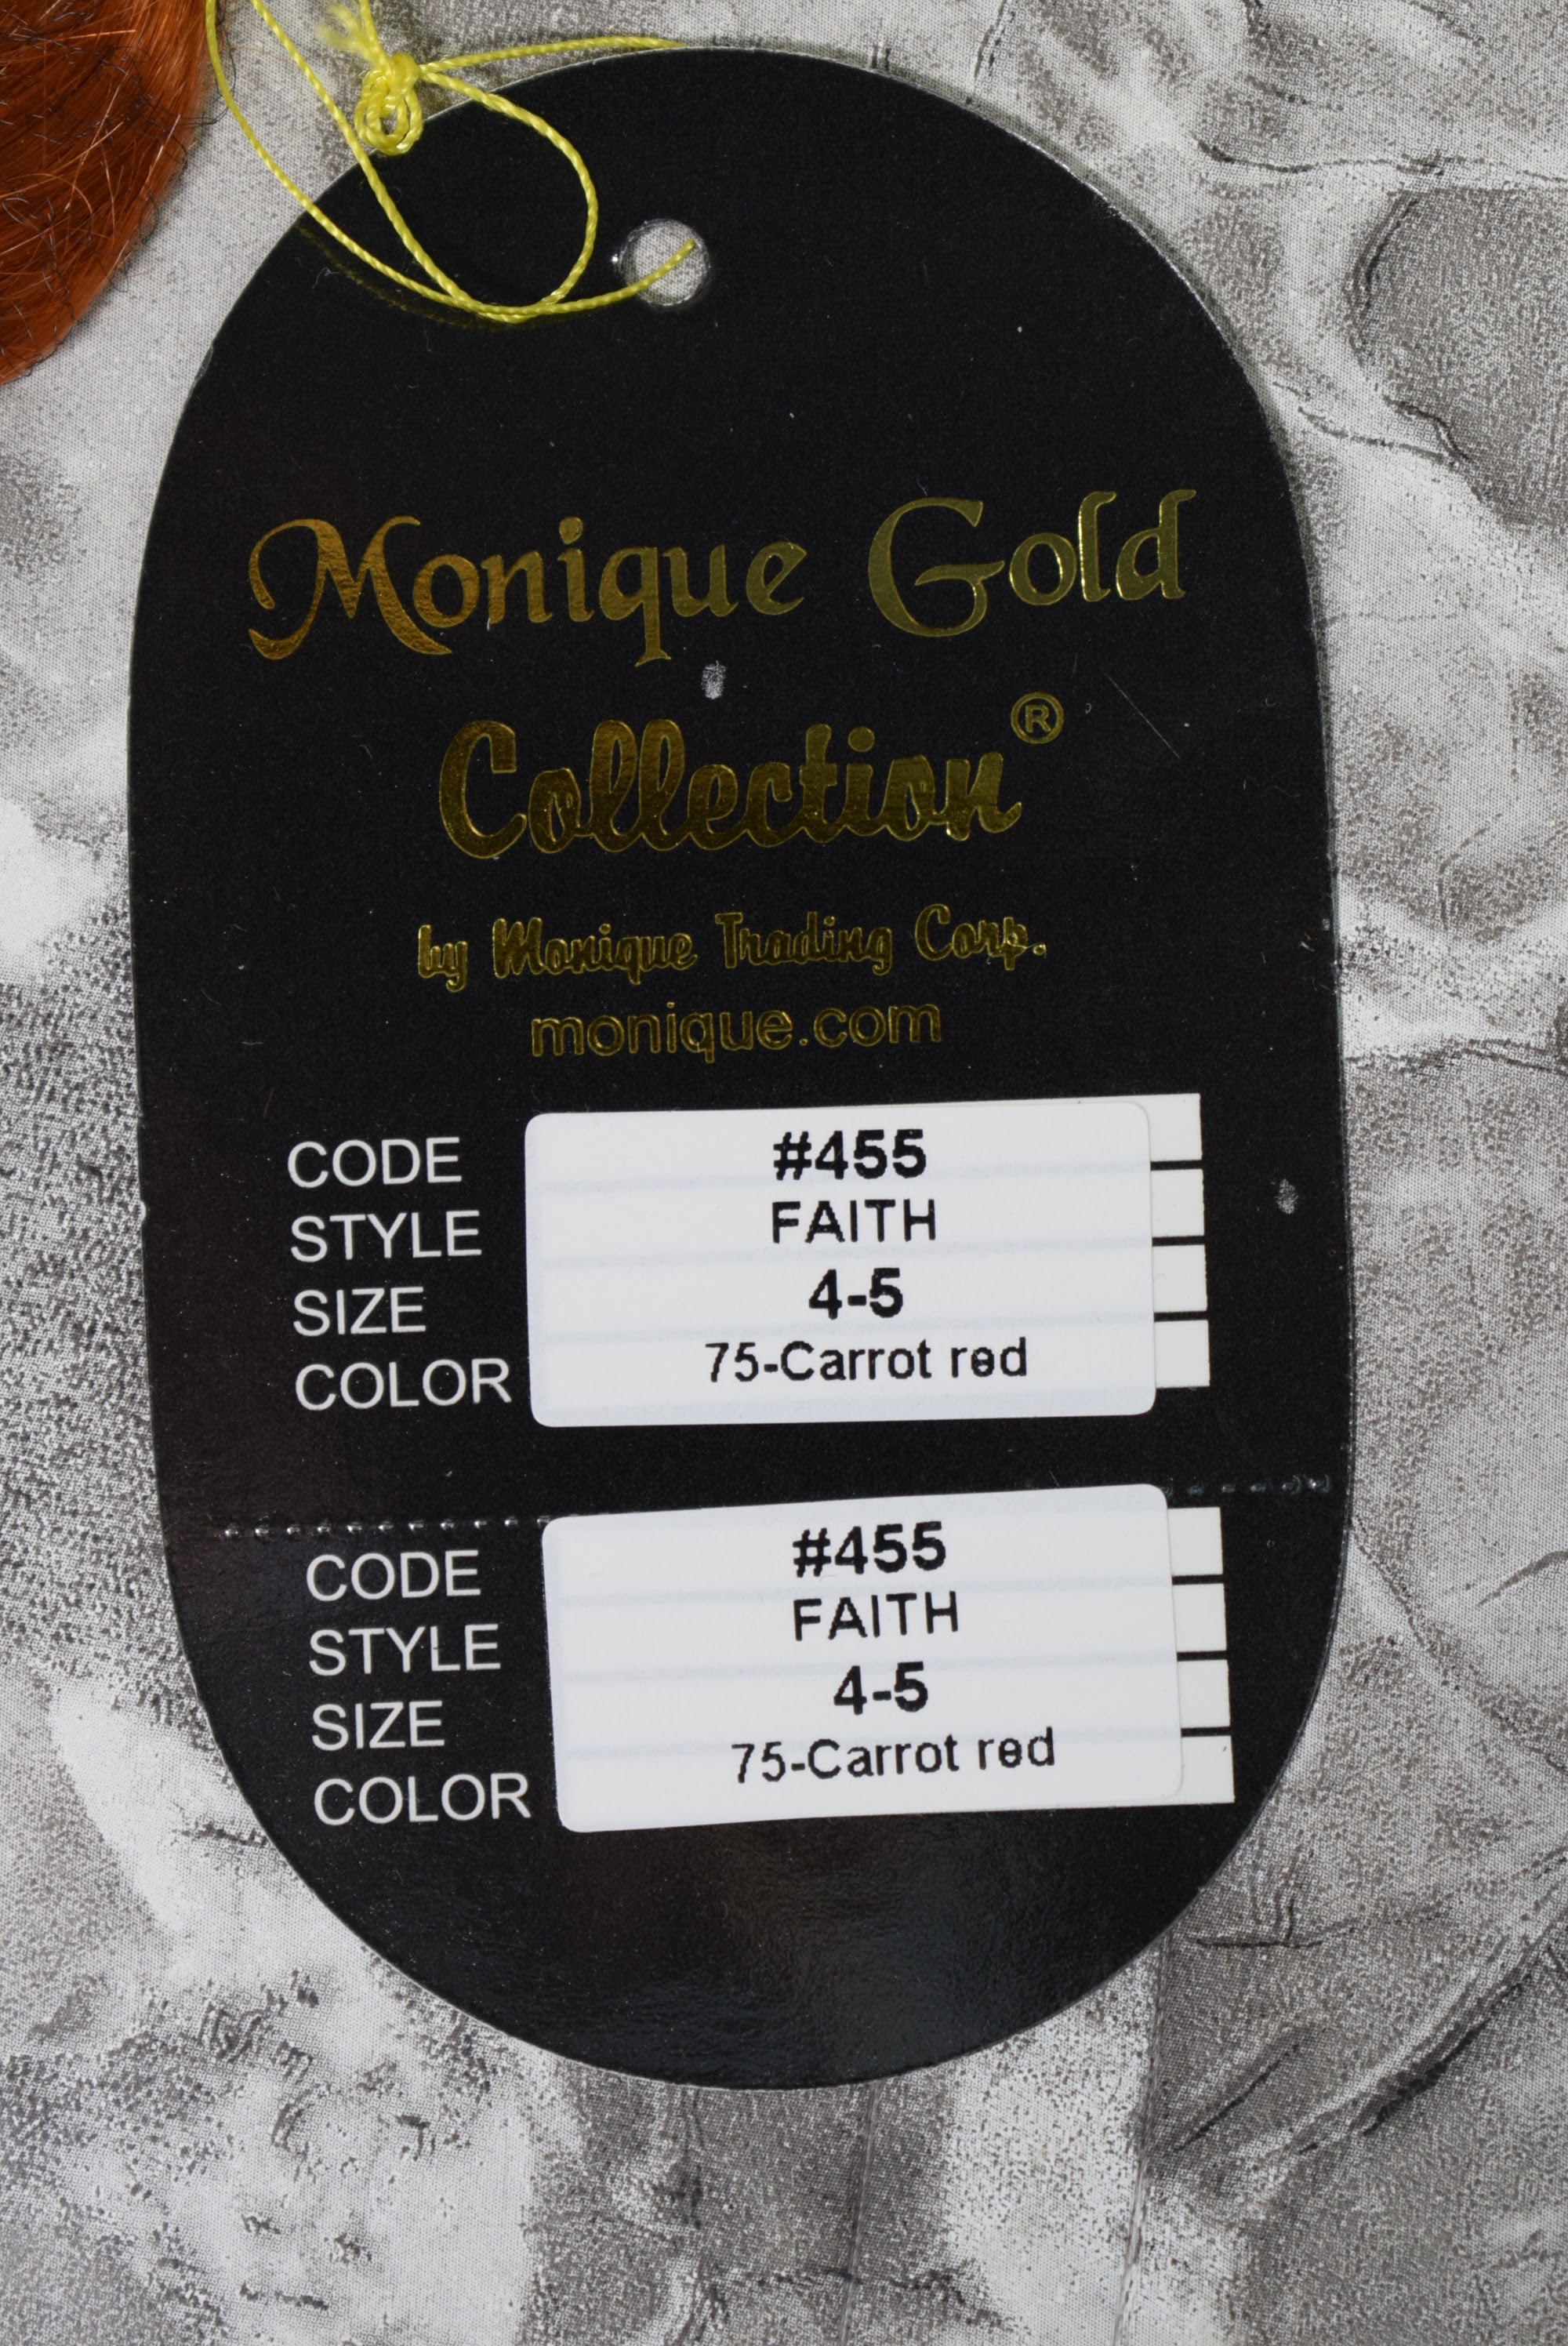 Monique Gold
Collection®
by Monique Trading Corp.
monique.com
CODE #455
STYLE FAITH
SIZE 4-5
COLOR 75-Carrot red
CODE #455
STYLE FAITH
SIZE 4-5
COLOR 75-Carrot red